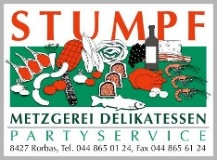 STUMPF
METZGEREI DELIKATESSEN
PARTYSERVICE
8427 Rorbas, Tel. 044 865 01 24, Fax 044 865 61 24